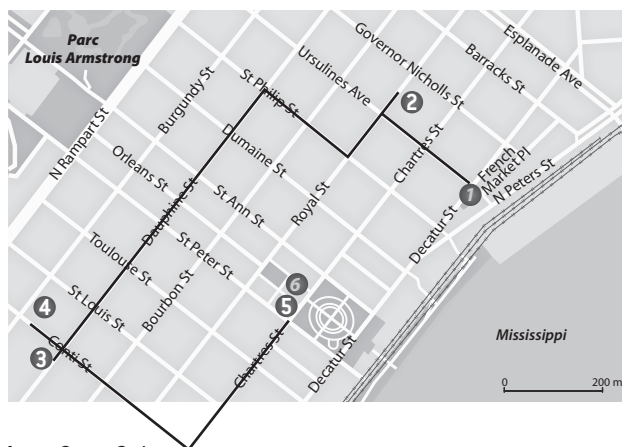 Parc
Louis Armstrong
Esplanade Ave
Governor Nicholls St
Barracks St
Ursulines Ave
St Philip St
Burgundy St
2
N Rampart St
Dumaine St
Chartres St
French
Market Pl
N Peters St
1
Orleans St
St Ann St
Royal St
Dauphine St
Decatur St
Toulouse St
St Peter St
Bourbon St
6
5
St Louis St
4
3
Conti St
Chartres St
Decatur St
Mississippi
0 200 m